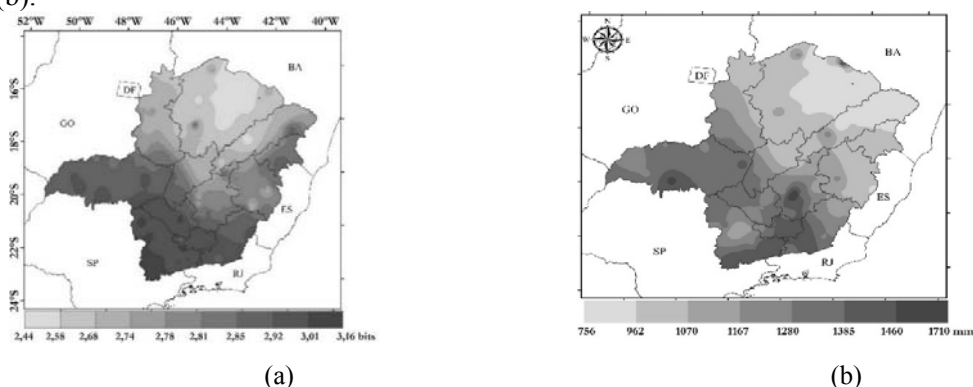 (b).
52°W 50°W 48°W 46°W 44°W 42°W 40°W
N
W E
S
BA
BA
DF
DF
16°S
GO
GO
18°S
20°S
ES
ES
22°S
SP
RJ
SP
RJ
24°S
2,44 2,58 2,68 2,74 2,78 2,81 2,85 2,92 3,01 3,16 bits
756 962 1070 1167 1280 1385 1460 1710 mm
(a)
(b)